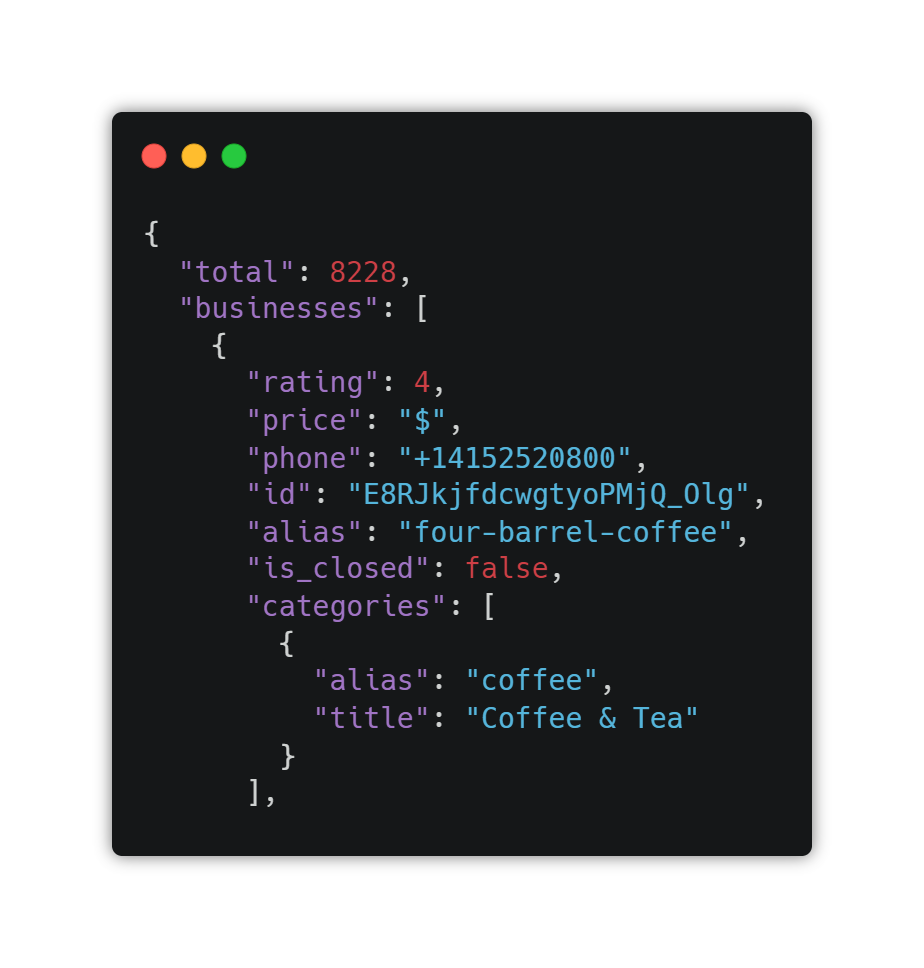 {
  "total": 8228,
  "businesses": [
    {
      "rating": 4,
      "price": "$",
      "phone": "+14152520800",
      "id": "E8RJkjfdcwgtyoPMjQ_Olg",
      "alias": "four-barrel-coffee",
      "is_closed": false,
      "categories": [
        {
          "alias": "coffee",
          "title": "Coffee & Tea"
        }
      ],